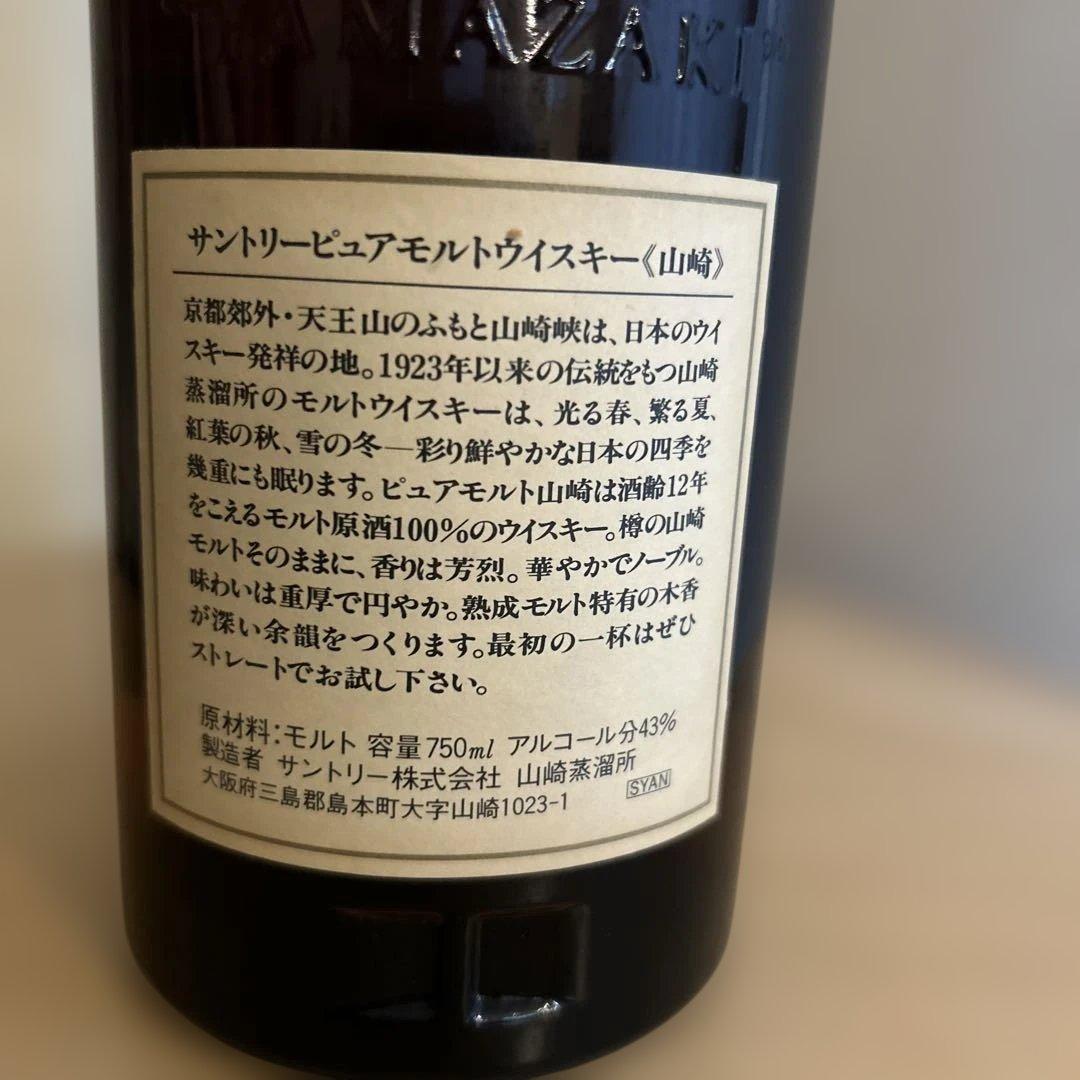 YAMAZAKI
サントリーピュアモルトウイスキー《山崎》
京都郊外・天王山のふもと山崎峡は、日本のウイ
スキー発祥の地。1923年以来の伝統をもつ山崎
蒸溜所のモルトウイスキーは、光る春、繁る夏、
紅葉の秋、雪の冬─彩り鮮やかな日本の四季を
幾重にも眠ります。ピュアモルト山崎は酒齢12年
をこえるモルト原酒100%のウイスキー。樽の山崎
モルトそのままに、香りは芳烈。華やかでノーブル。
味わいは重厚で円やか。熟成モルト特有の木香
が深い余韻をつくります。最初の一杯はぜひ
ストレートでお試し下さい。
原材料:モルト 容量750ml アルコール分43%
製造者 サントリー株式会社 山崎蒸溜所
大阪府三島郡島本町大字山崎1023-1 SYAN